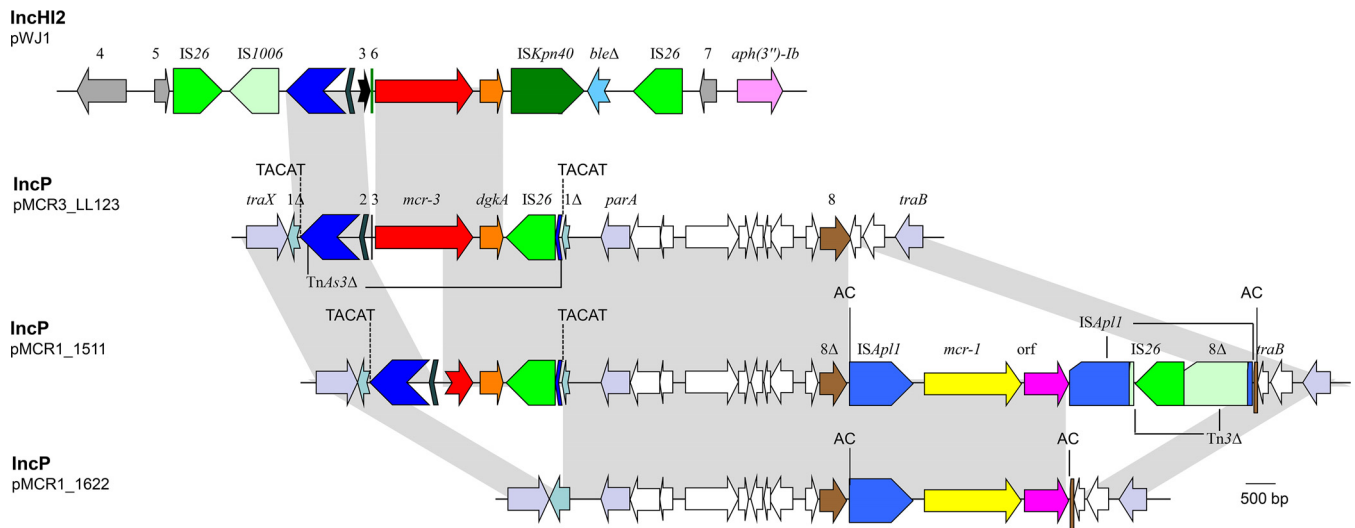 IncHI2
pWJ1
4 5 IS26 IS1006 3 6 ISKpn40 bleΔ IS26 7 aph(3'')-Ib
TACAT TACAT
IncP
pMCR3_LL123
traX 1Δ 2 3 mcr-3 dgkA IS26 1Δ parA 8 traB
TnAs3Δ
AC AC
IncP
pMCR1_1511
TACAT TACAT
ISApl1
8Δ ISApl1 mcr-1 orf IS26 8Δ traB
Tn3Δ
IncP
pMCR1_1622
AC AC
500 bp